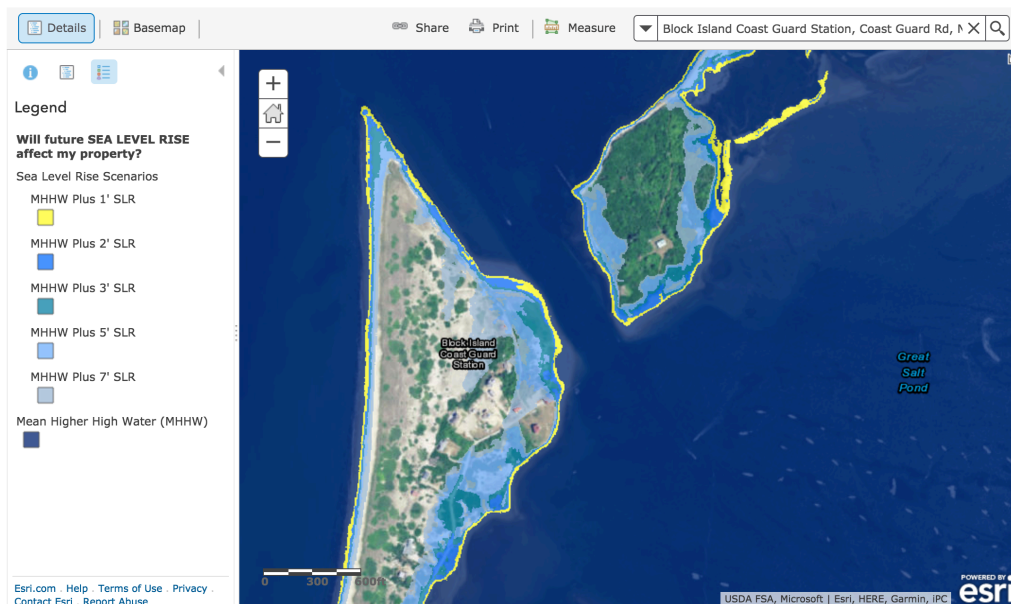 Details
Basemap
Share
Print
Measure
Block Island Coast Guard Station, Coast Guard Rd, N
Legend
Will future SEA LEVEL RISE
affect my property?
Sea Level Rise Scenarios
MHHW Plus 1' SLR
MHHW Plus 2' SLR
MHHW Plus 3' SLR
MHHW Plus 5' SLR
MHHW Plus 7' SLR
Mean Higher High Water (MHHW)
Block Island
Coast Guard
Station
Great
Salt
Pond
0 300 600ft
Esri.com . Help . Terms of Use . Privacy .
Contact Esri . Report Abuse
USDA FSA, Microsoft | Esri, HERE, Garmin, iPC
POWERED BY
esri